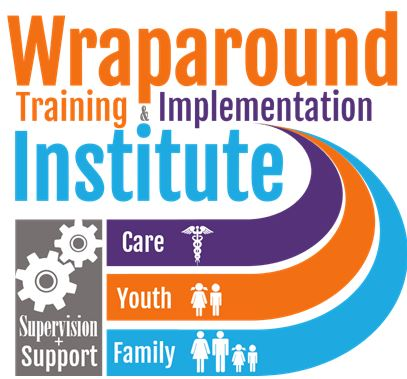 Wraparound
Training & Implementation
Institute
Care
Youth
Family
Supervision
+
Support